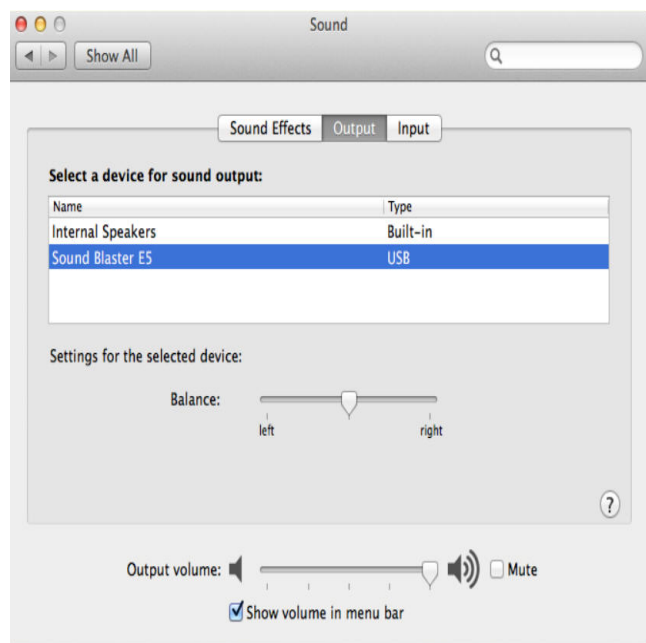 Sound
Show All
Sound Effects Output Input
Select a device for sound output:
Name Type
Internal Speakers Built-in
Sound Blaster E5 USB
Settings for the selected device:
Balance:
left right
?
Output volume: Mute
Show volume in menu bar